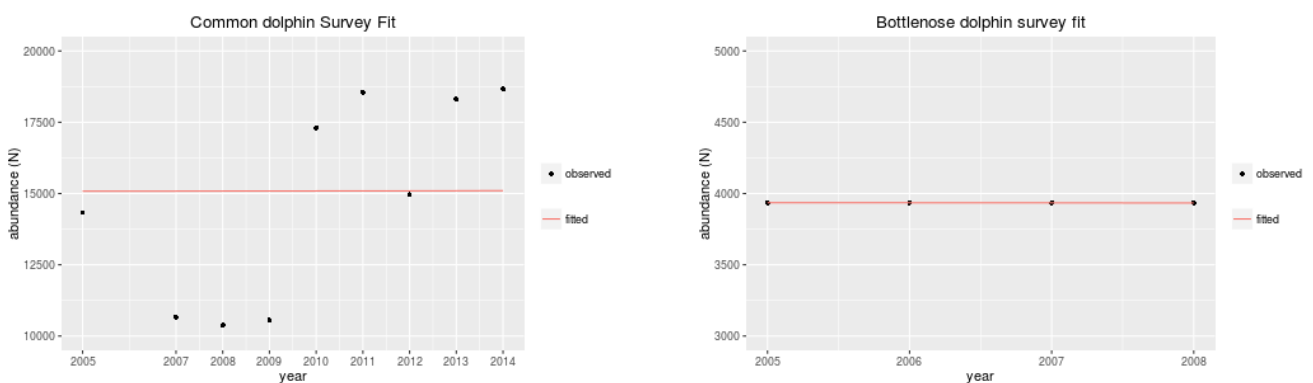 Common dolphin Survey Fit
20000
17500
15000
12500
10000
abundance (N)
2005 2007 2008 2009 2010 2011 2012 2013 2014
year
observed
fitted
Bottlenose dolphin survey fit
5000
4500
4000
3500
3000
abundance (N)
2005 2006 2007 2008
year
observed
fitted